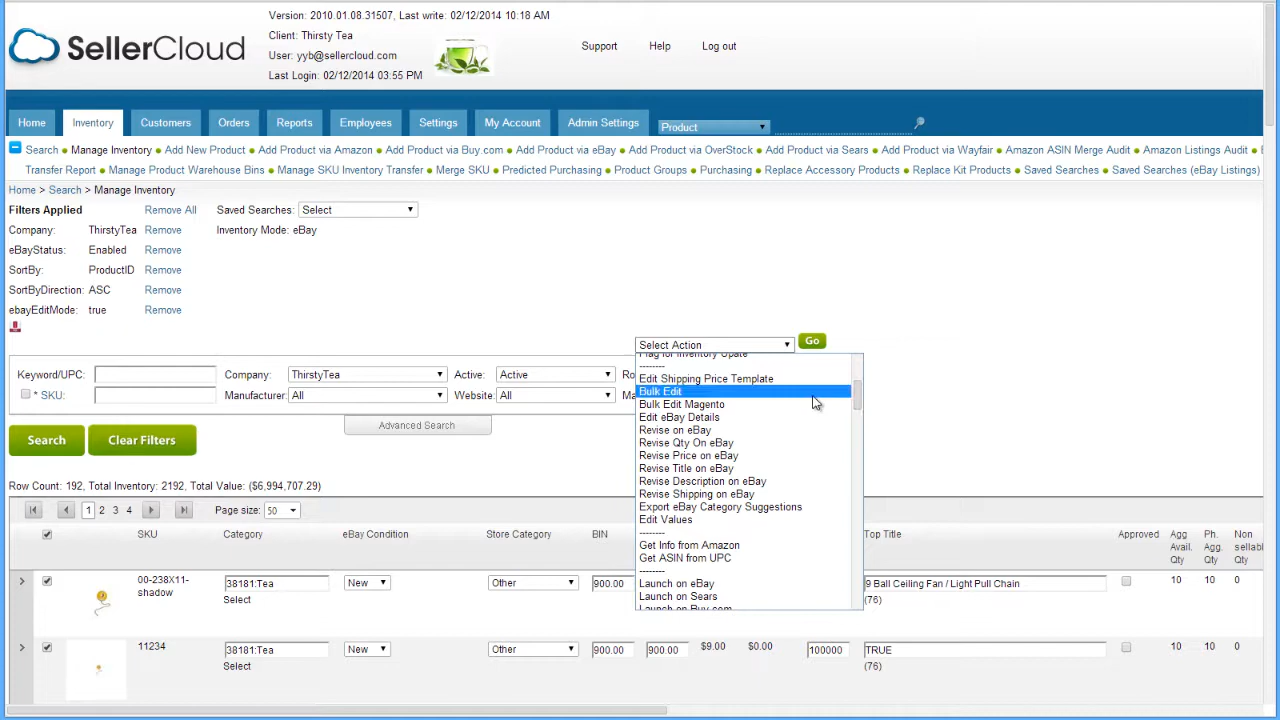 Version: 2010.01.08.31507, Last write: 02/12/2014 10:18 AM
SellerCloud
Client: Thirsty Tea
User: yyb@sellercloud.com
Last Login: 02/12/2014 03:55 PM
Support Help Log out
Home Inventory Customers Orders Reports Employees Settings My Account Admin Settings Product
Search Manage Inventory Add New Product Add Product via Amazon Add Product via Buy.com Add Product via eBay Add Product via OverStock Add Product via Sears Add Product via Wayfair Amazon ASIN Merge Audit Amazon Listings Audit
Transfer Report Manage Product Warehouse Bins Manage SKU Inventory Transfer Merge SKU Predicted Purchasing Product Groups Purchasing Replace Accessory Products Replace Kit Products Saved Searches Saved Searches (eBay Listings)
Home > Search > Manage Inventory
Filters Applied Remove All Saved Searches: Select
Company: ThirstyTea Remove Inventory Mode: eBay
eBayStatus: Enabled Remove
SortBy: ProductID Remove
SortByDirection: ASC Remove
ebayEditMode: true Remove
Select Action Go
Flag for Inventory Upate
--------
Edit Shipping Price Template
Bulk Edit
Bulk Edit Magento
Edit eBay Details
Revise on eBay
Revise Qty On eBay
Revise Price on eBay
Revise Title on eBay
Revise Description on eBay
Revise Shipping on eBay
Export eBay Category Suggestions
Edit Values
--------
Get Info from Amazon
Get ASIN from UPC
--------
Launch on eBay
Launch on Sears
Launch on Buy.com
Keyword/UPC: Company: ThirstyTea Active: Active
* SKU: Manufacturer: All Website: All
Advanced Search
Search Clear Filters
Row Count: 192, Total Inventory: 2192, Total Value: ($6,994,707.29)
1 2 3 4 Page size: 50
SKU Category eBay Condition Store Category BIN Top Title Approved Agg Avail. Qty Ph. Agg. Qty Non sellabl Qty
00-238X11-shadow 38181:Tea New Other 900.00 9 Ball Ceiling Fan / Light Pull Chain 10 10 0
Select (76)
11234 38181:Tea New Other 900.00 900.00 $9.00 $0.00 100000 TRUE 10 10 0
Select (76)